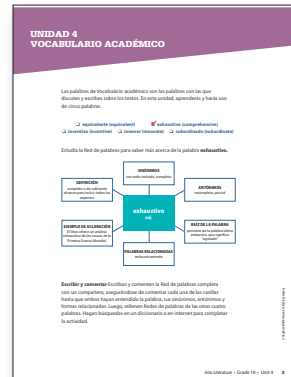 UNIDAD 4
VOCABULARIO ACADÉMICO
Las palabras de Vocabulario académico son las palabras con las que
discutes y escribes sobre los textos. En esta unidad, aprenderás y harás uso
de cinco palabras.
equivalente (equivalent) exhaustivo (comprehensive)
incentivo (incentive) innovar (innovate) subordinado (subordinate)
Estudia la Red de palabras para saber más acerca de la palabra exhaustivo.
SINÓNIMOS
con todo incluido, completo
DEFINICIÓN
completo o de suficiente
alcance para incluir todos los
aspectos
ANTÓNIMOS
incompleto, parcial
exhaustivo
adj.
EJEMPLO DE ACLARACIÓN
El libro ofrece un análisis
exhaustivo de las causas de la
Primera Guerra Mundial.
RAÍZ DE LA PALABRA
proviene de la palabra latina
exhaustus, que significa
"agotado"
PALABRAS RELACIONADAS
exhaustivamente
Escribir y comentar Escriban y comenten la Red de palabras completa
con un compañero, asegurándose de comentar cada una de las casillas
hasta que ambos hayan entendido la palabra, sus sinónimos, antónimos y
formas relacionadas. Luego, rellenen Redes de palabras de las otras cuatro
palabras. Hagan búsquedas en un diccionario o en internet para completar
la actividad.
Into Literature • Grade 10 • Unit 4 3